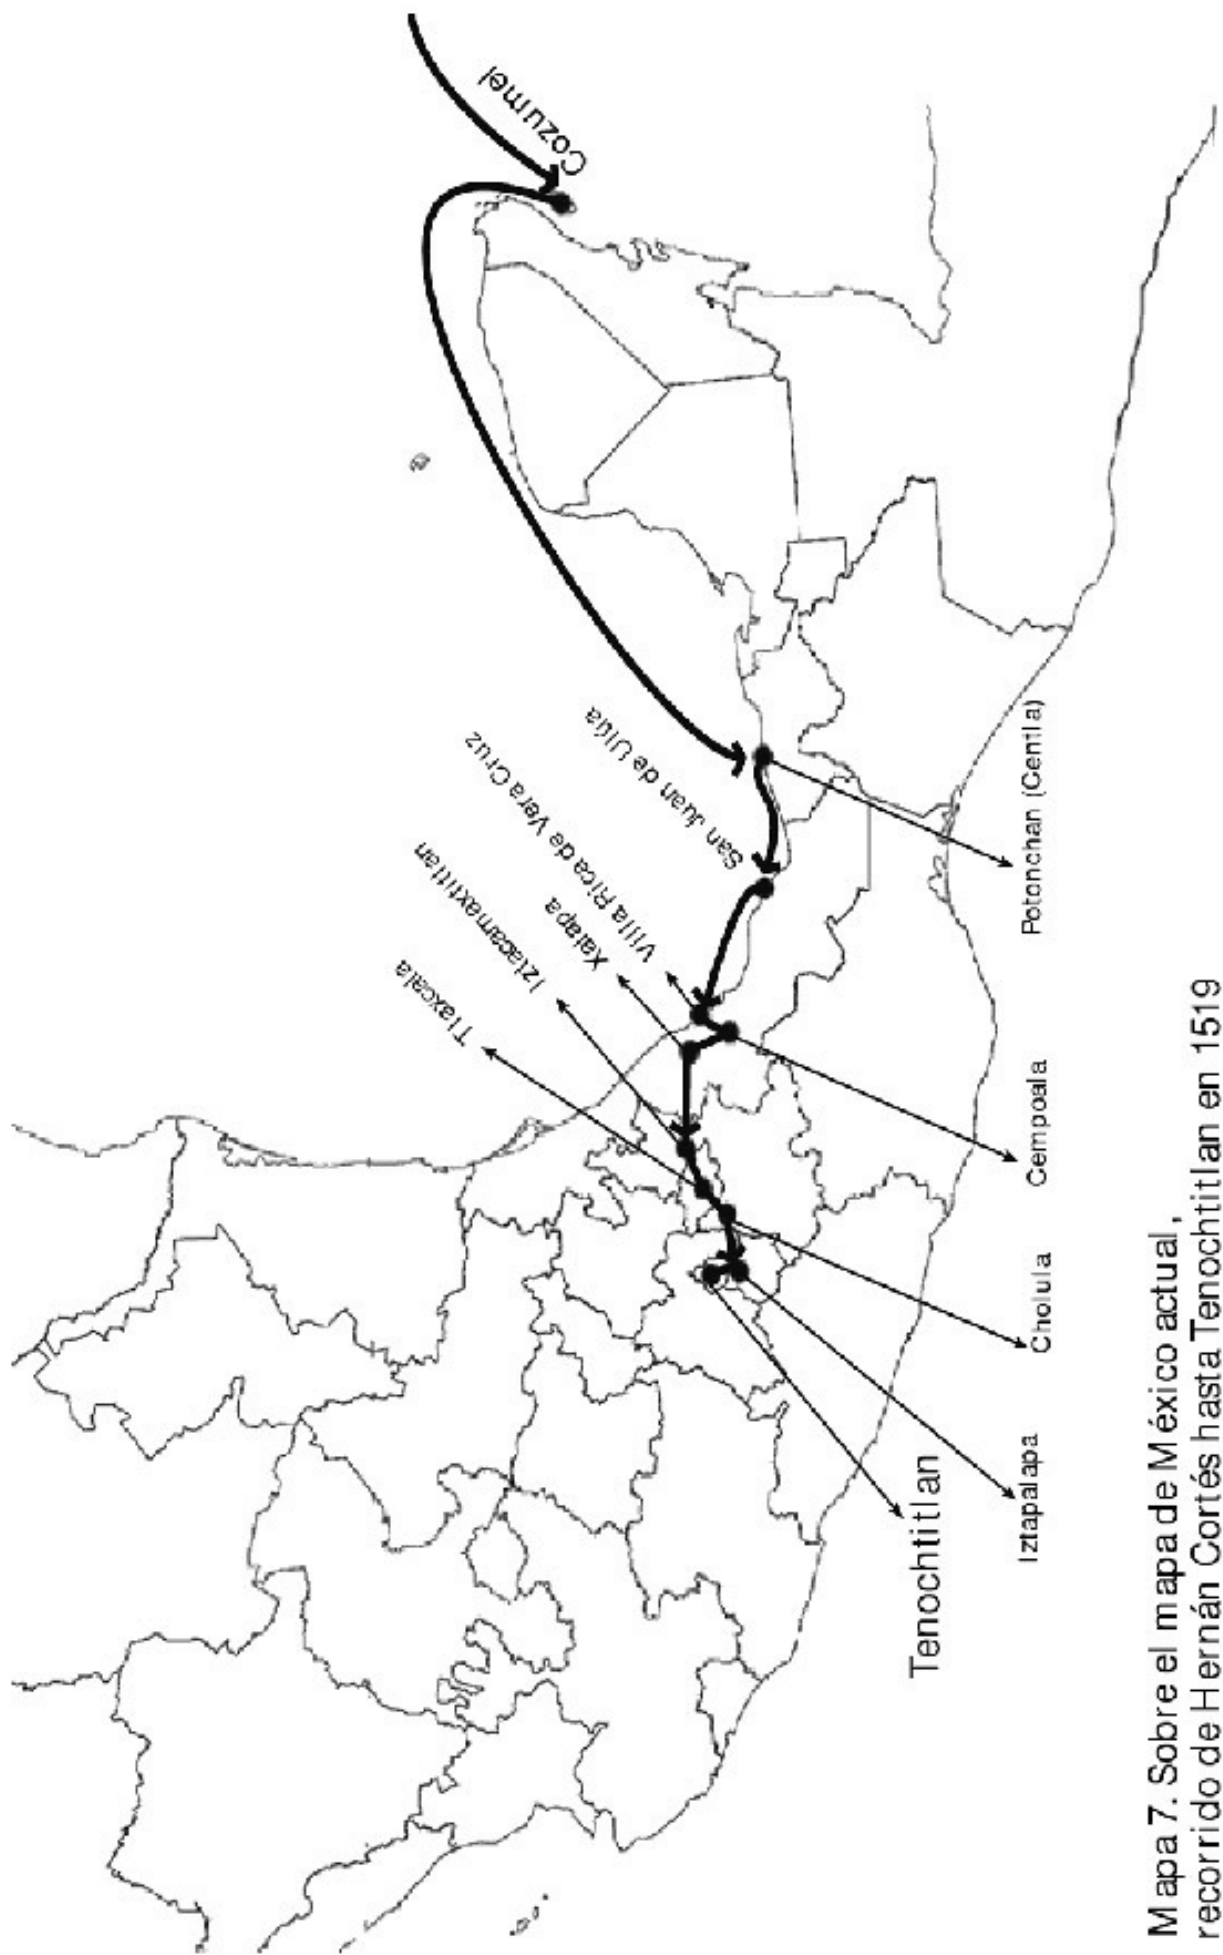 Cozumel
San Juan de Ulúa
Villa Rica de Vera Cruz
Xalapa
Iztacamaxtitlan
Tlaxcala
Potonchan (Centla)
Cempoala
Cholula
Iztapalapa
Tenochtitlan
Mapa 7. Sobre el mapa de México actual,
recorrido de Hernán Cortés hasta Tenochtitlan en 1519